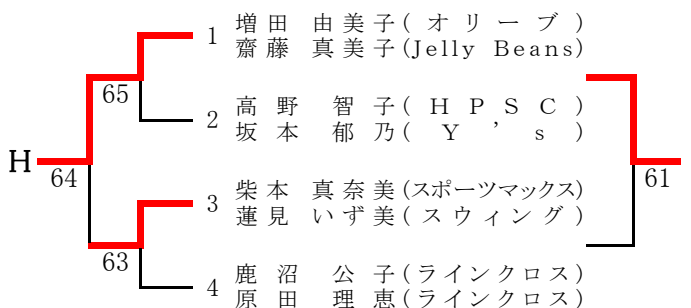 1 増田 由美子(オリーブ)
齋藤 真美子(Jelly Beans)
65
2 高野 智子(HP,SC)
坂本 郁乃(Y's)
H
64
61
3 柴本 真奈美(スポーツマックス)
蓮見 いず美(スウィング)
63
4 鹿沼 公子(ラインクロス)
原田 理恵(ラインクロス)